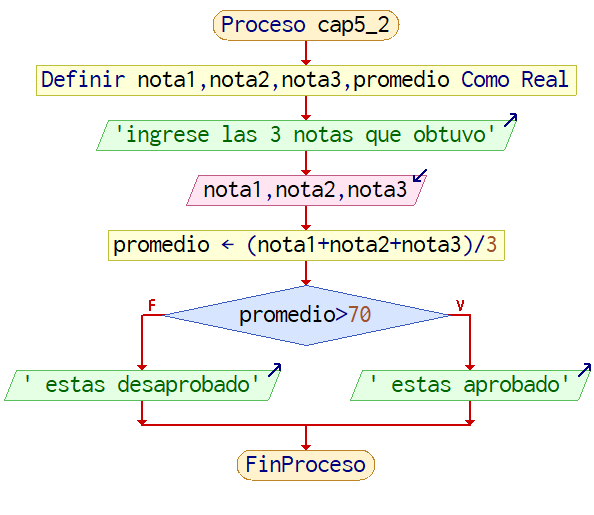 Proceso cap5_2
Definir nota1,nota2,nota3,promedio Como Real
'ingrese las 3 notas que obtuvo'
nota1,nota2,nota3
promedio ← (nota1+nota2+nota3)/3
F
promedio>70
V
' estas desaprobado'
' estas aprobado'
FinProceso